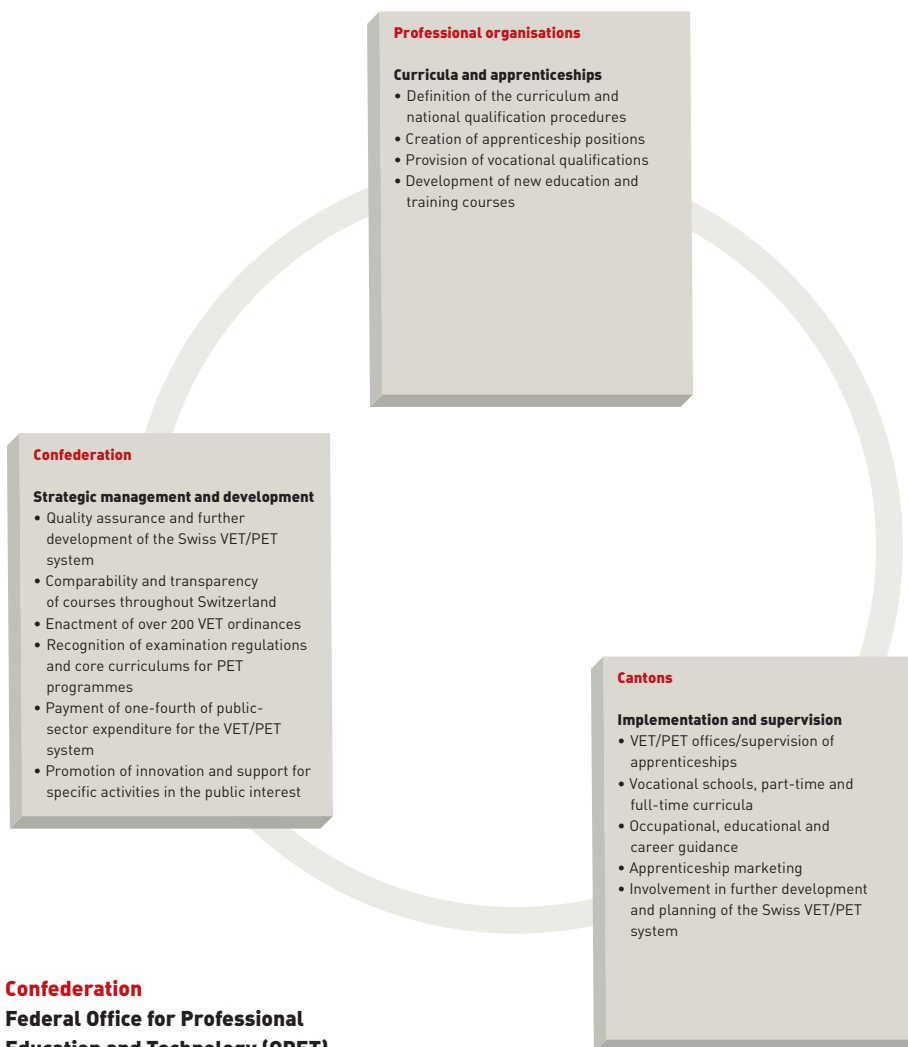 Professional organisations
Curricula and apprenticeships
• Definition of the curriculum and
national qualification procedures
• Creation of apprenticeship positions
• Provision of vocational qualifications
• Development of new education and
training courses
Confederation
Strategic management and development
• Quality assurance and further
development of the Swiss VET/PET
system
• Comparability and transparency
of courses throughout Switzerland
• Enactment of over 200 VET ordinances
• Recognition of examination regulations
and core curriculums for PET
programmes
• Payment of one-fourth of public-
sector expenditure for the VET/PET
system
• Promotion of innovation and support for
specific activities in the public interest
Cantons
Implementation and supervision
• VET/PET offices/supervision of
apprenticeships
• Vocational schools, part-time and
full-time curricula
• Occupational, educational and
career guidance
• Apprenticeship marketing
• Involvement in further development
and planning of the Swiss VET/PET
system
Confederation
Federal Office for Professional
Education and Technology (OPET)